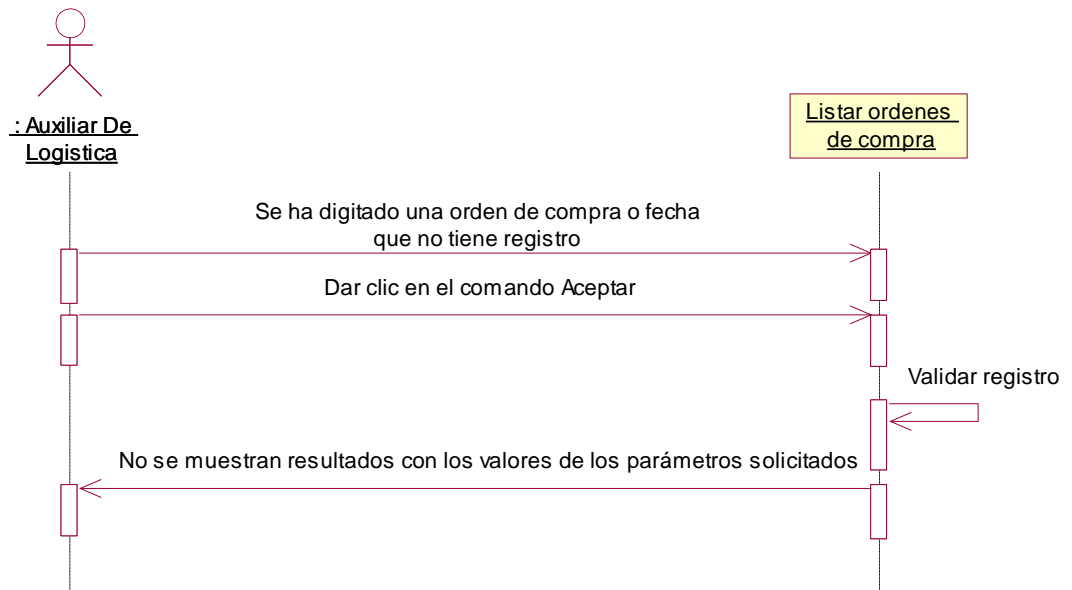 : Auxiliar De
Logistica
Listar ordenes
de compra
Se ha digitado una orden de compra o fecha
que no tiene registro
Dar clic en el comando Aceptar
Validar registro
No se muestran resultados con los valores de los parámetros solicitados